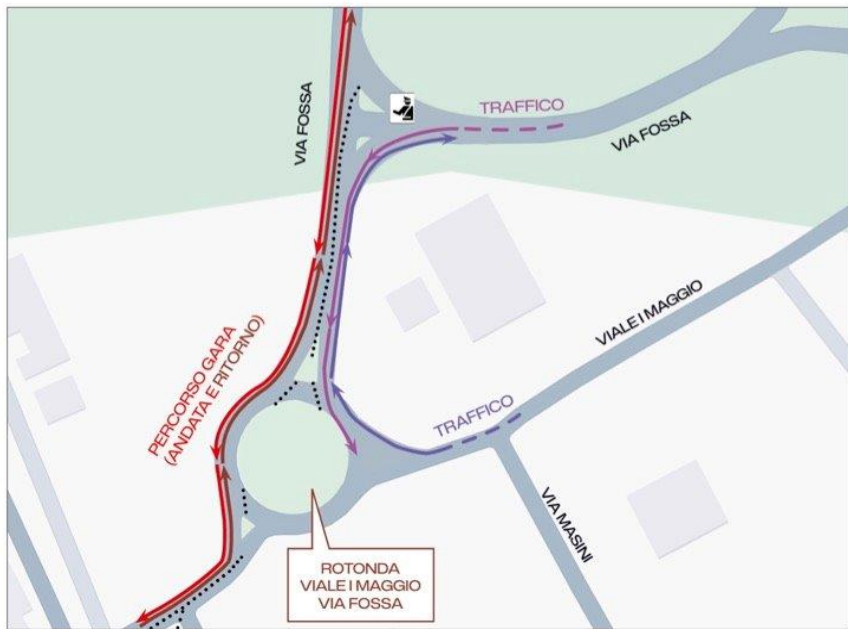 VIA FOSSA
TRAFFICO
VIA FOSSA
VIALE I MAGGIO
PERCORSO GARA
(ANDATA E RITORNO)
TRAFFICO
VIA MASINI
ROTONDA
VIALE I MAGGIO
VIA FOSSA